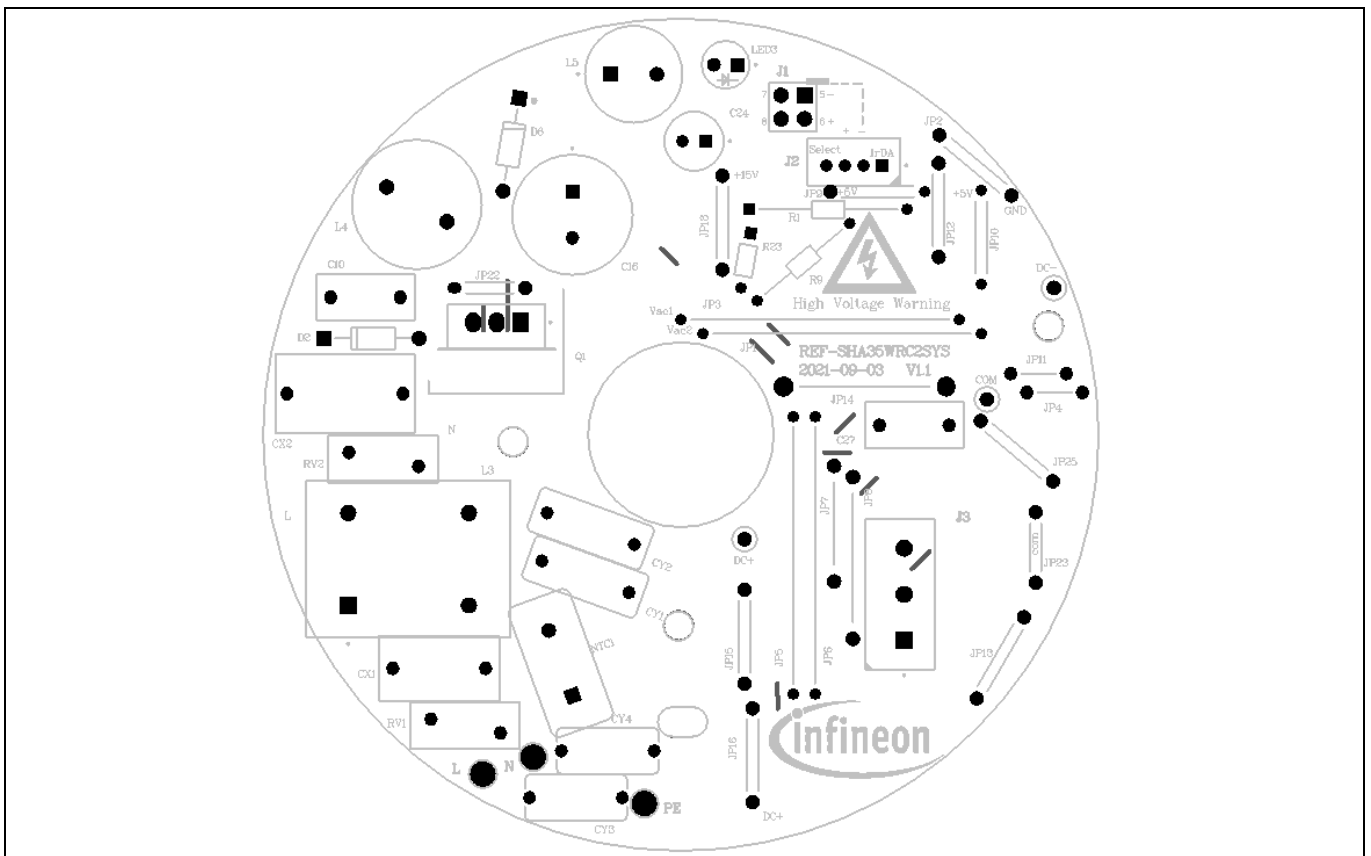 L5
LED3
J1
7
5-
C24
8
6+
+ -
JP2
D6
Select
IrDA
J2
+15V
JP9
+5V
+5V
GND
L4
R1
JP18
JP12
JP10
R23
C10
C16
R9
DC-
JP22
JP3
High Voltage Warning
Vac1
Vac2
D2
Q1
REF-SHA35WRC2SYS
2021-09-03 V1.1
JP11
COM
JP4
JP14
CX2
N
C27
RV2
L3
JP25
JP7
L
J3
conn
DC+
CY2
JP23
CY1
NTC1
JP15
JP5
JP6
JP13
CX1
RV1
CY4
infineon
JP16
L
N
PE
CY3
DC+